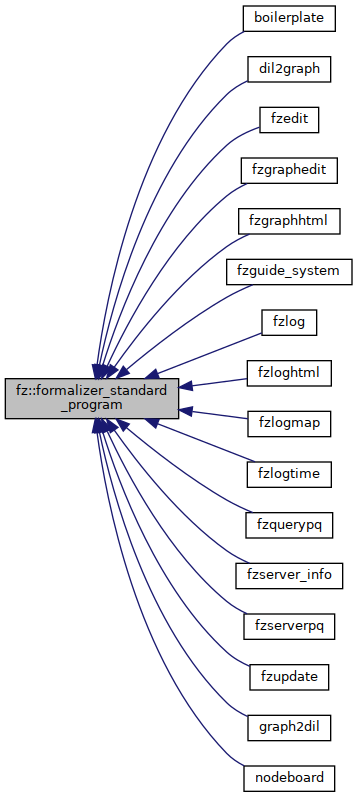 boilerplate
dil2graph
fzedit
fzgraphedit
fzgraphhtml
fzguide_system
fzlog
fzloghtml
fz::formalizer_standard
_program
fzlogmap
fzlogtime
fzquerypq
fzserver_info
fzserverpq
fzupdate
graph2dil
nodeboard